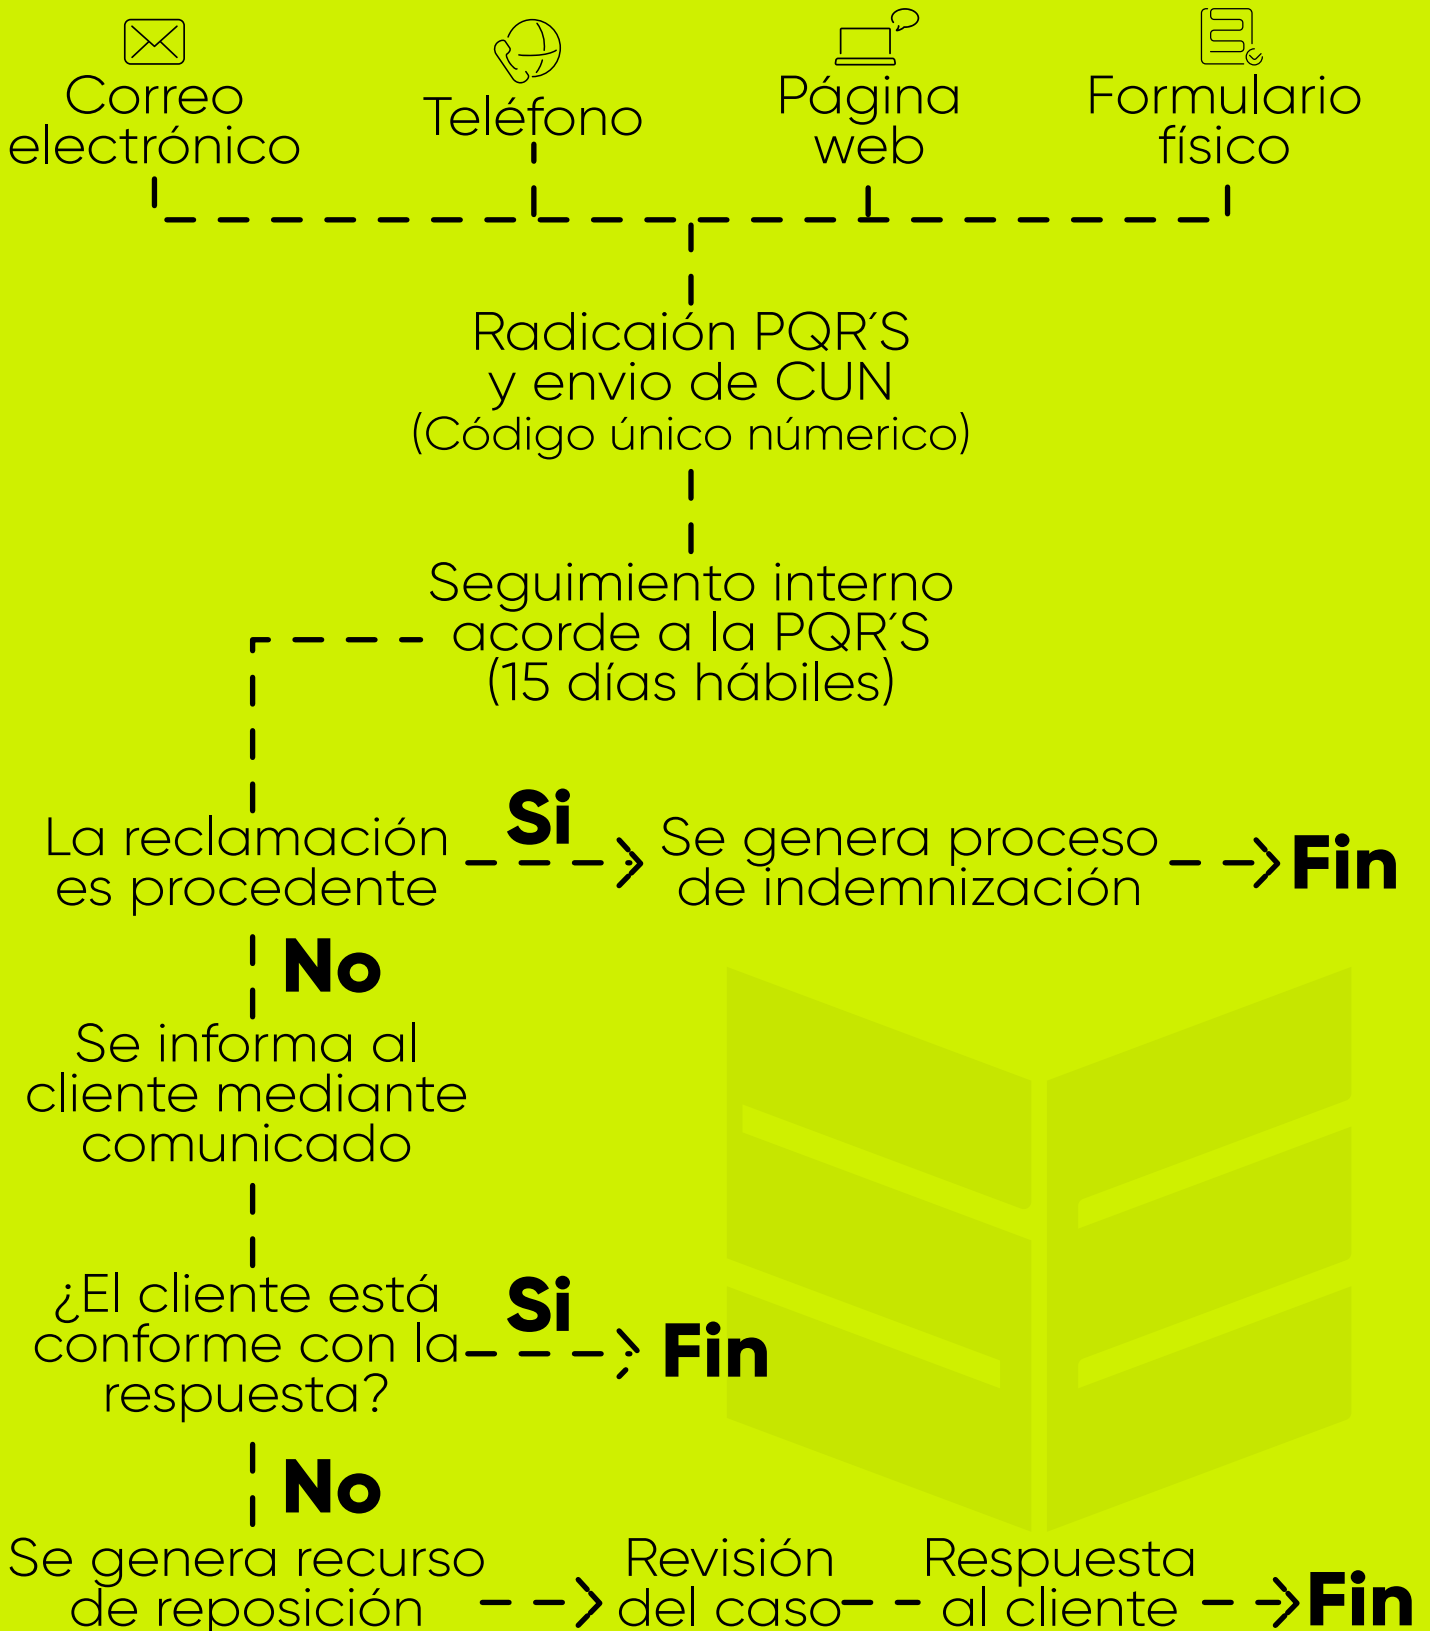 Correo
electrónico
Teléfono
Página
web
Formulario
físico
Radicaión PQR´S
y envio de CUN
(Código único númerico)
Seguimiento interno
acorde a la PQR´S
(15 días hábiles)
La reclamación
es procedente
Si
Se genera proceso
de indemnización
Fin
No
Se informa al
cliente mediante
comunicado
¿El cliente está
conforme con la
respuesta?
Si
Fin
No
Se genera recurso
de reposición
Revisión
del caso
Respuesta
al cliente
Fin